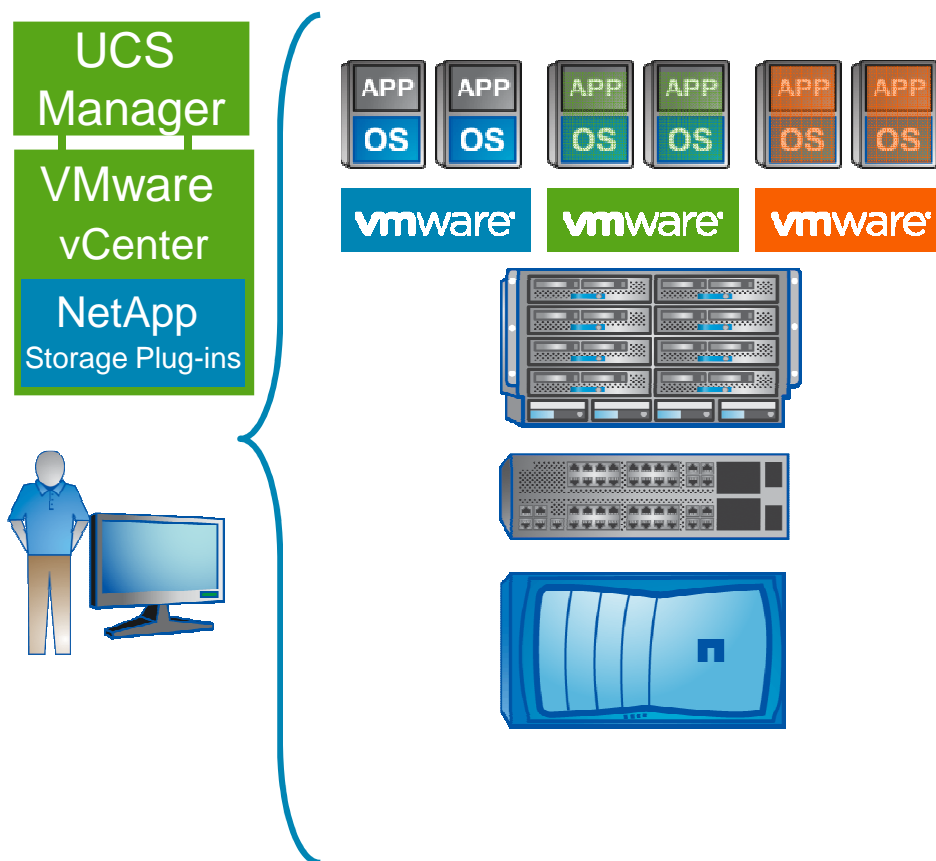 UCS
Manager
VMware
vCenter
NetApp
Storage Plug-ins
APP APP APP APP APP APP
OS OS OS OS OS OS
vmware vmware vmware